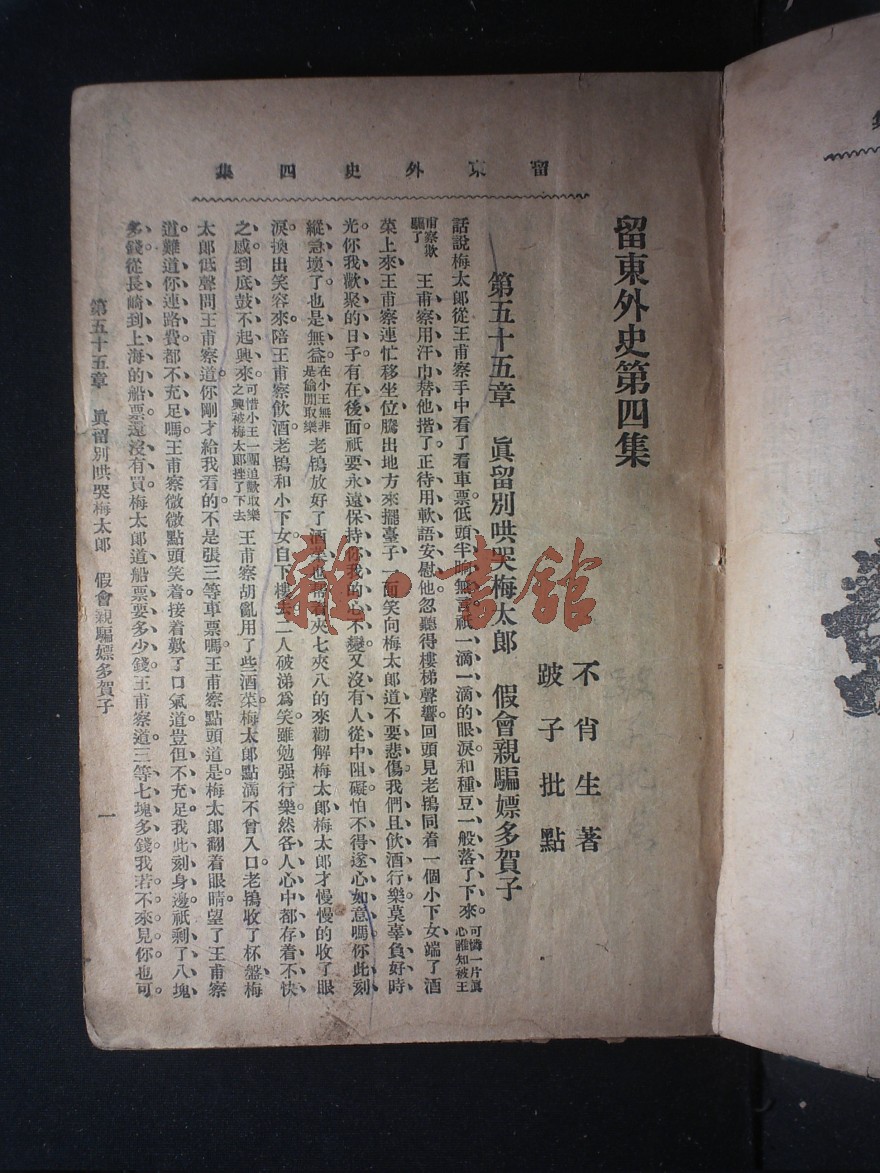 留東外史四集
留東外史第四集
不肖生著
跛子批點
第五十五章 眞留別哄哭梅太郎 假會親騙嫖多賀子
話說梅太郎從王甫察手中看了看車票。低頭半晌無言。祇一滴一滴的眼淚和種豆一般落了下來。可憐一片眞心誰知被王
甫察欺騙了 王甫察用汗巾替他揩了。正待用軟語安慰他。忽聽得樓梯聲響。回頭見老鴇同着一個小下女、端了酒
菜上來。王甫察連忙移坐位騰出地方來擺臺子。一面笑向梅太郎道。不要悲傷。我們且飲酒行樂。莫辜負好時
光。你我歡聚的日子有在後面。祇要永遠保持你我的心不變。又沒有人從中阻礙。怕不得遂心如意嗎。你此刻
縱急壞了也是無益。在小王無非是偷閒取樂 老鴇放好了酒菜、也幫着夾七夾八的來勸解。梅太郎才慢慢的收了眼
淚、換出笑容來陪王甫察飲酒。老鴇和小下女自下樓去。二人破涕爲笑。雖勉强行樂。然各人心中都存着不快
之感。到底鼓不起興來。可惜小王一團追歡取樂之興被梅太郎挫了下去 王甫察胡亂用了些酒菜。梅太郎點滴不曾入口。老鴇收了杯盤、梅
太郎低聲問王甫察道。你剛才給我看的不是張三等車票嗎。王甫察點頭道是。梅太郎翻着眼睛望了王甫察
道。難道你連路費都不充足嗎。王甫察微微點頭笑着。接着歎了口氣道。豈但不充足。我此刻身邊祇剩了八塊
多錢、從長崎到上海的船票還沒有買。梅太郎道。船票要多少錢。王甫察道三等七塊多錢。我若不來見你也可。
第五十五章 眞留別哄哭梅太郎 假會親騙嫖多賀子
一
雜·書館